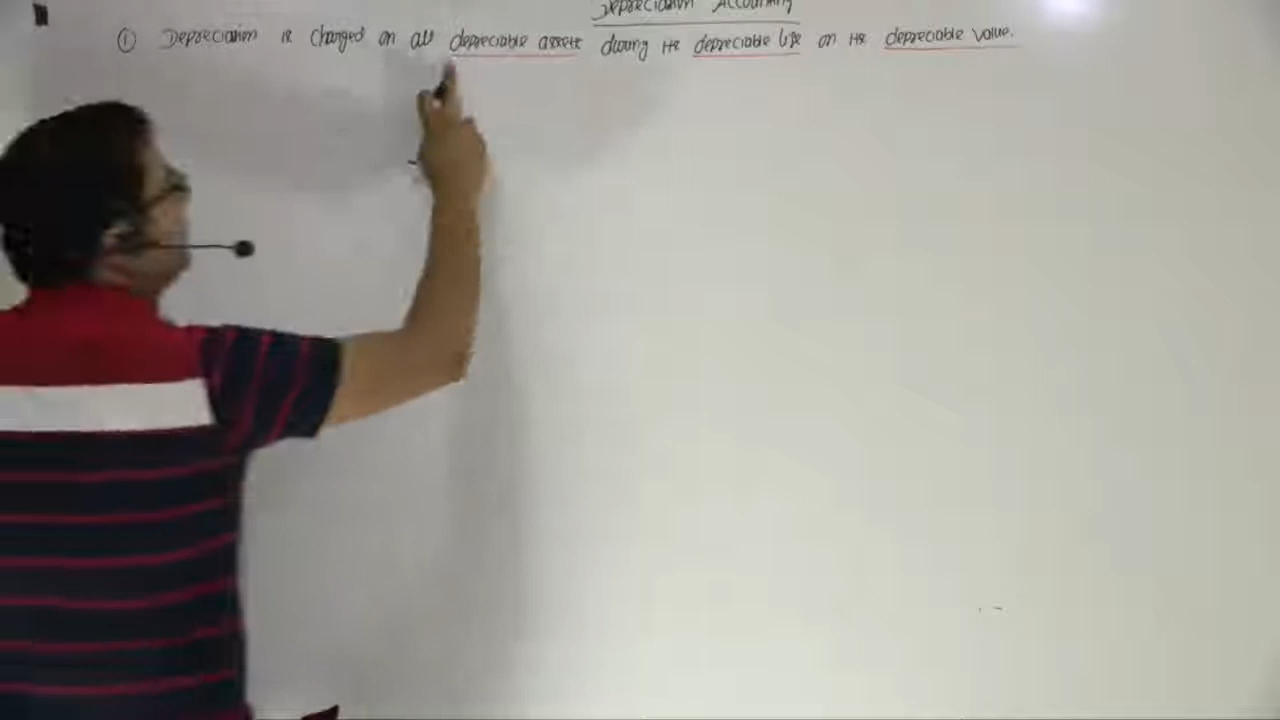 Depreciation Accounting
① Depreciation is charged on all depreciable assets during the depreciable life on the depreciable value.